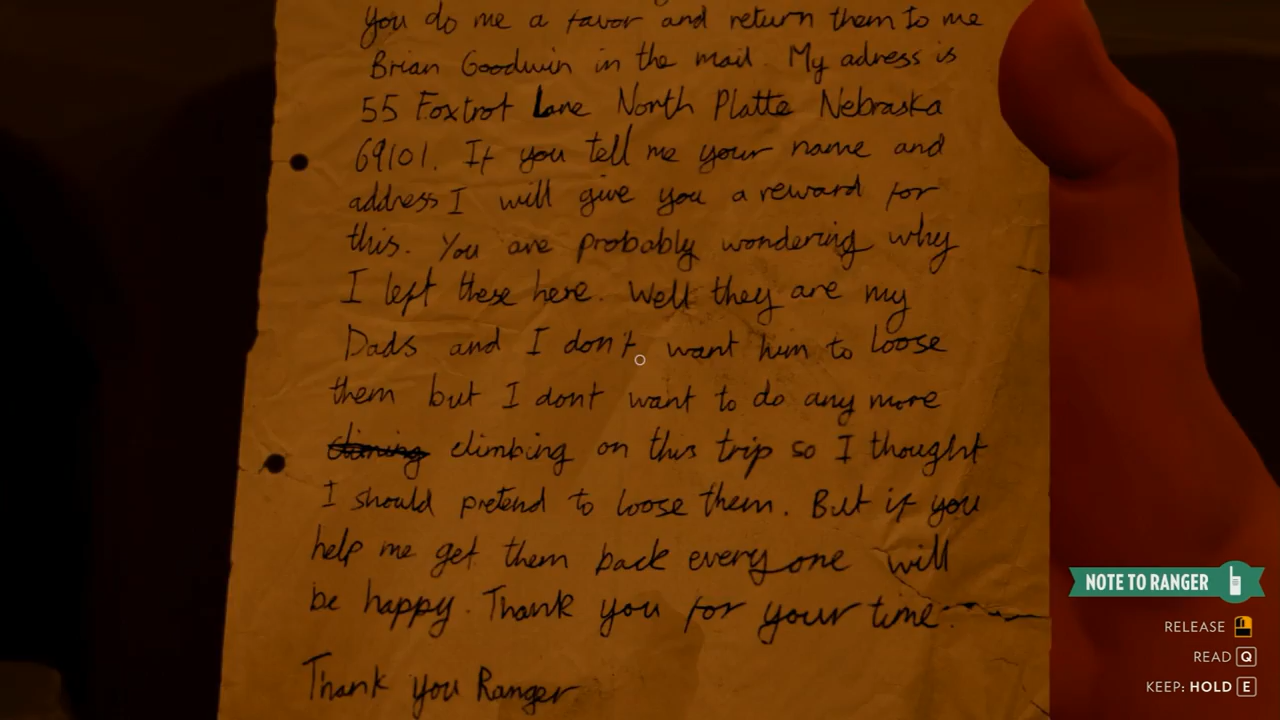 you do me a favor and return them to me
Brian Goodwin in the mail. My adress is
55 Foxtrot Lane North Platte Nebraska
69101. If you tell me your name and
address I will give you a reward for
this. You are probably wondering why
I left these here. Well they are my
Dads and I don't want him to loose
them but I dont want to do any more
climing climbing on this trip so I thought
I should pretend to loose them. But if you
help me get them back every one will
be happy. Thank you for your time.
Thank you Ranger
NOTE TO RANGER
RELEASE
READ Q
KEEP: HOLD E